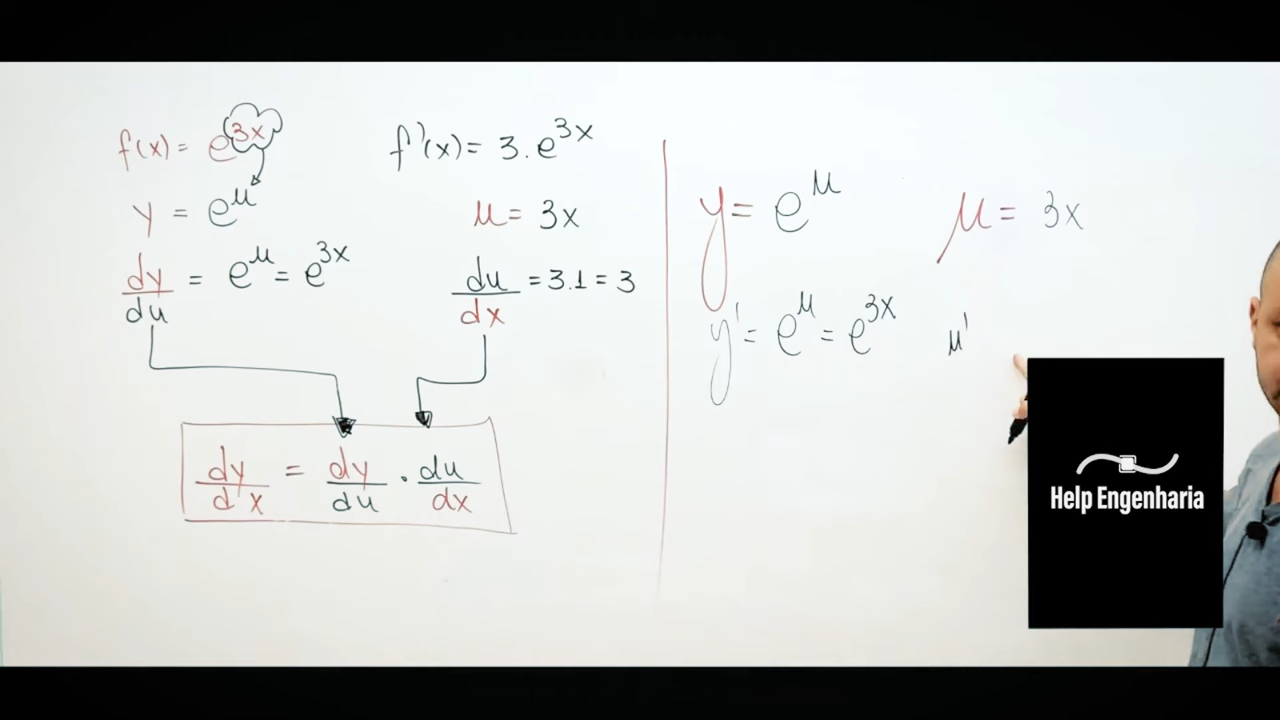 f(x) = e^{3x}
f'(x) = 3.e^{3x}
y = e^μ
μ = 3x
dy/du = e^μ = e^{3x}
du/dx = 3.1 = 3
dy/dx = dy/du . du/dx
y = e^μ
μ = 3x
y' = e^μ = e^{3x}
μ'
Help Engenharia